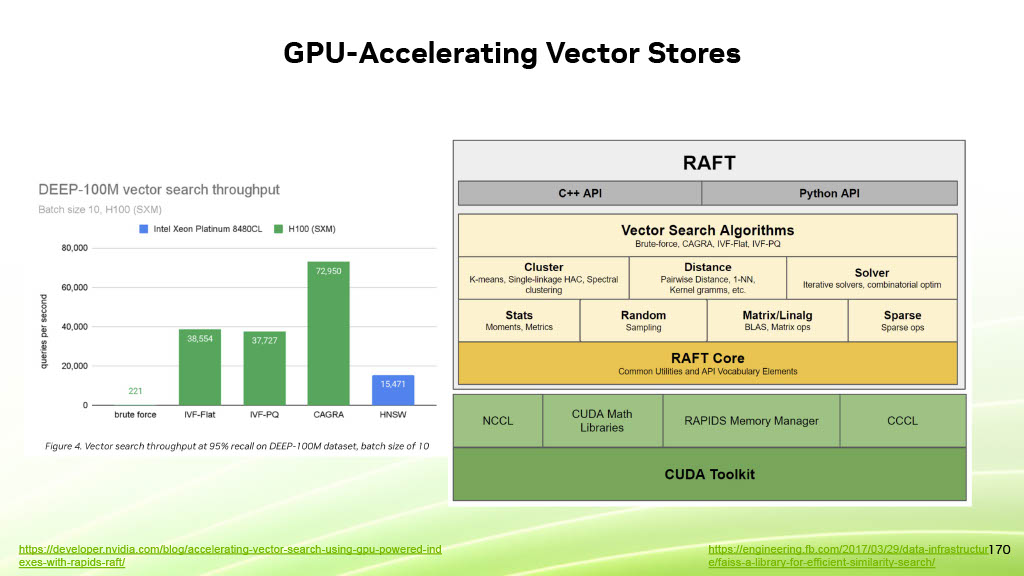 GPU-Accelerating Vector Stores
DEEP-100M vector search throughput
Batch size 10, H100 (SXM)
Intel Xeon Platinum 8480CL
H100 (SXM)
80,000
60,000
40,000
20,000
0
queries per second
221
38,554
37,727
72,950
15,471
brute force
IVF-Flat
IVF-PQ
CAGRA
HNSW
Figure 4. Vector search throughput at 95% recall on DEEP-100M dataset, batch size of 10
RAFT
C++ API
Python API
Vector Search Algorithms
Brute-force, CAGRA, IVF-Flat, IVF-PQ
Cluster
K-means, Single-linkage HAC, Spectral
clustering
Distance
Pairwise Distance, 1-NN,
Kernel gramms, etc.
Solver
Iterative solvers, combinatorial optim
Stats
Moments, Metrics
Random
Sampling
Matrix/Linalg
BLAS, Matrix ops
Sparse
Sparse ops
RAFT Core
Common Utilities and API Vocabulary Elements
NCCL
CUDA Math
Libraries
RAPIDS Memory Manager
CCCL
CUDA Toolkit
https://developer.nvidia.com/blog/accelerating-vector-search-using-gpu-powered-ind
exes-with-rapids-raft/
https://engineering.fb.com/2017/03/29/data-infrastructur
e/faiss-a-library-for-efficient-similarity-search/
170